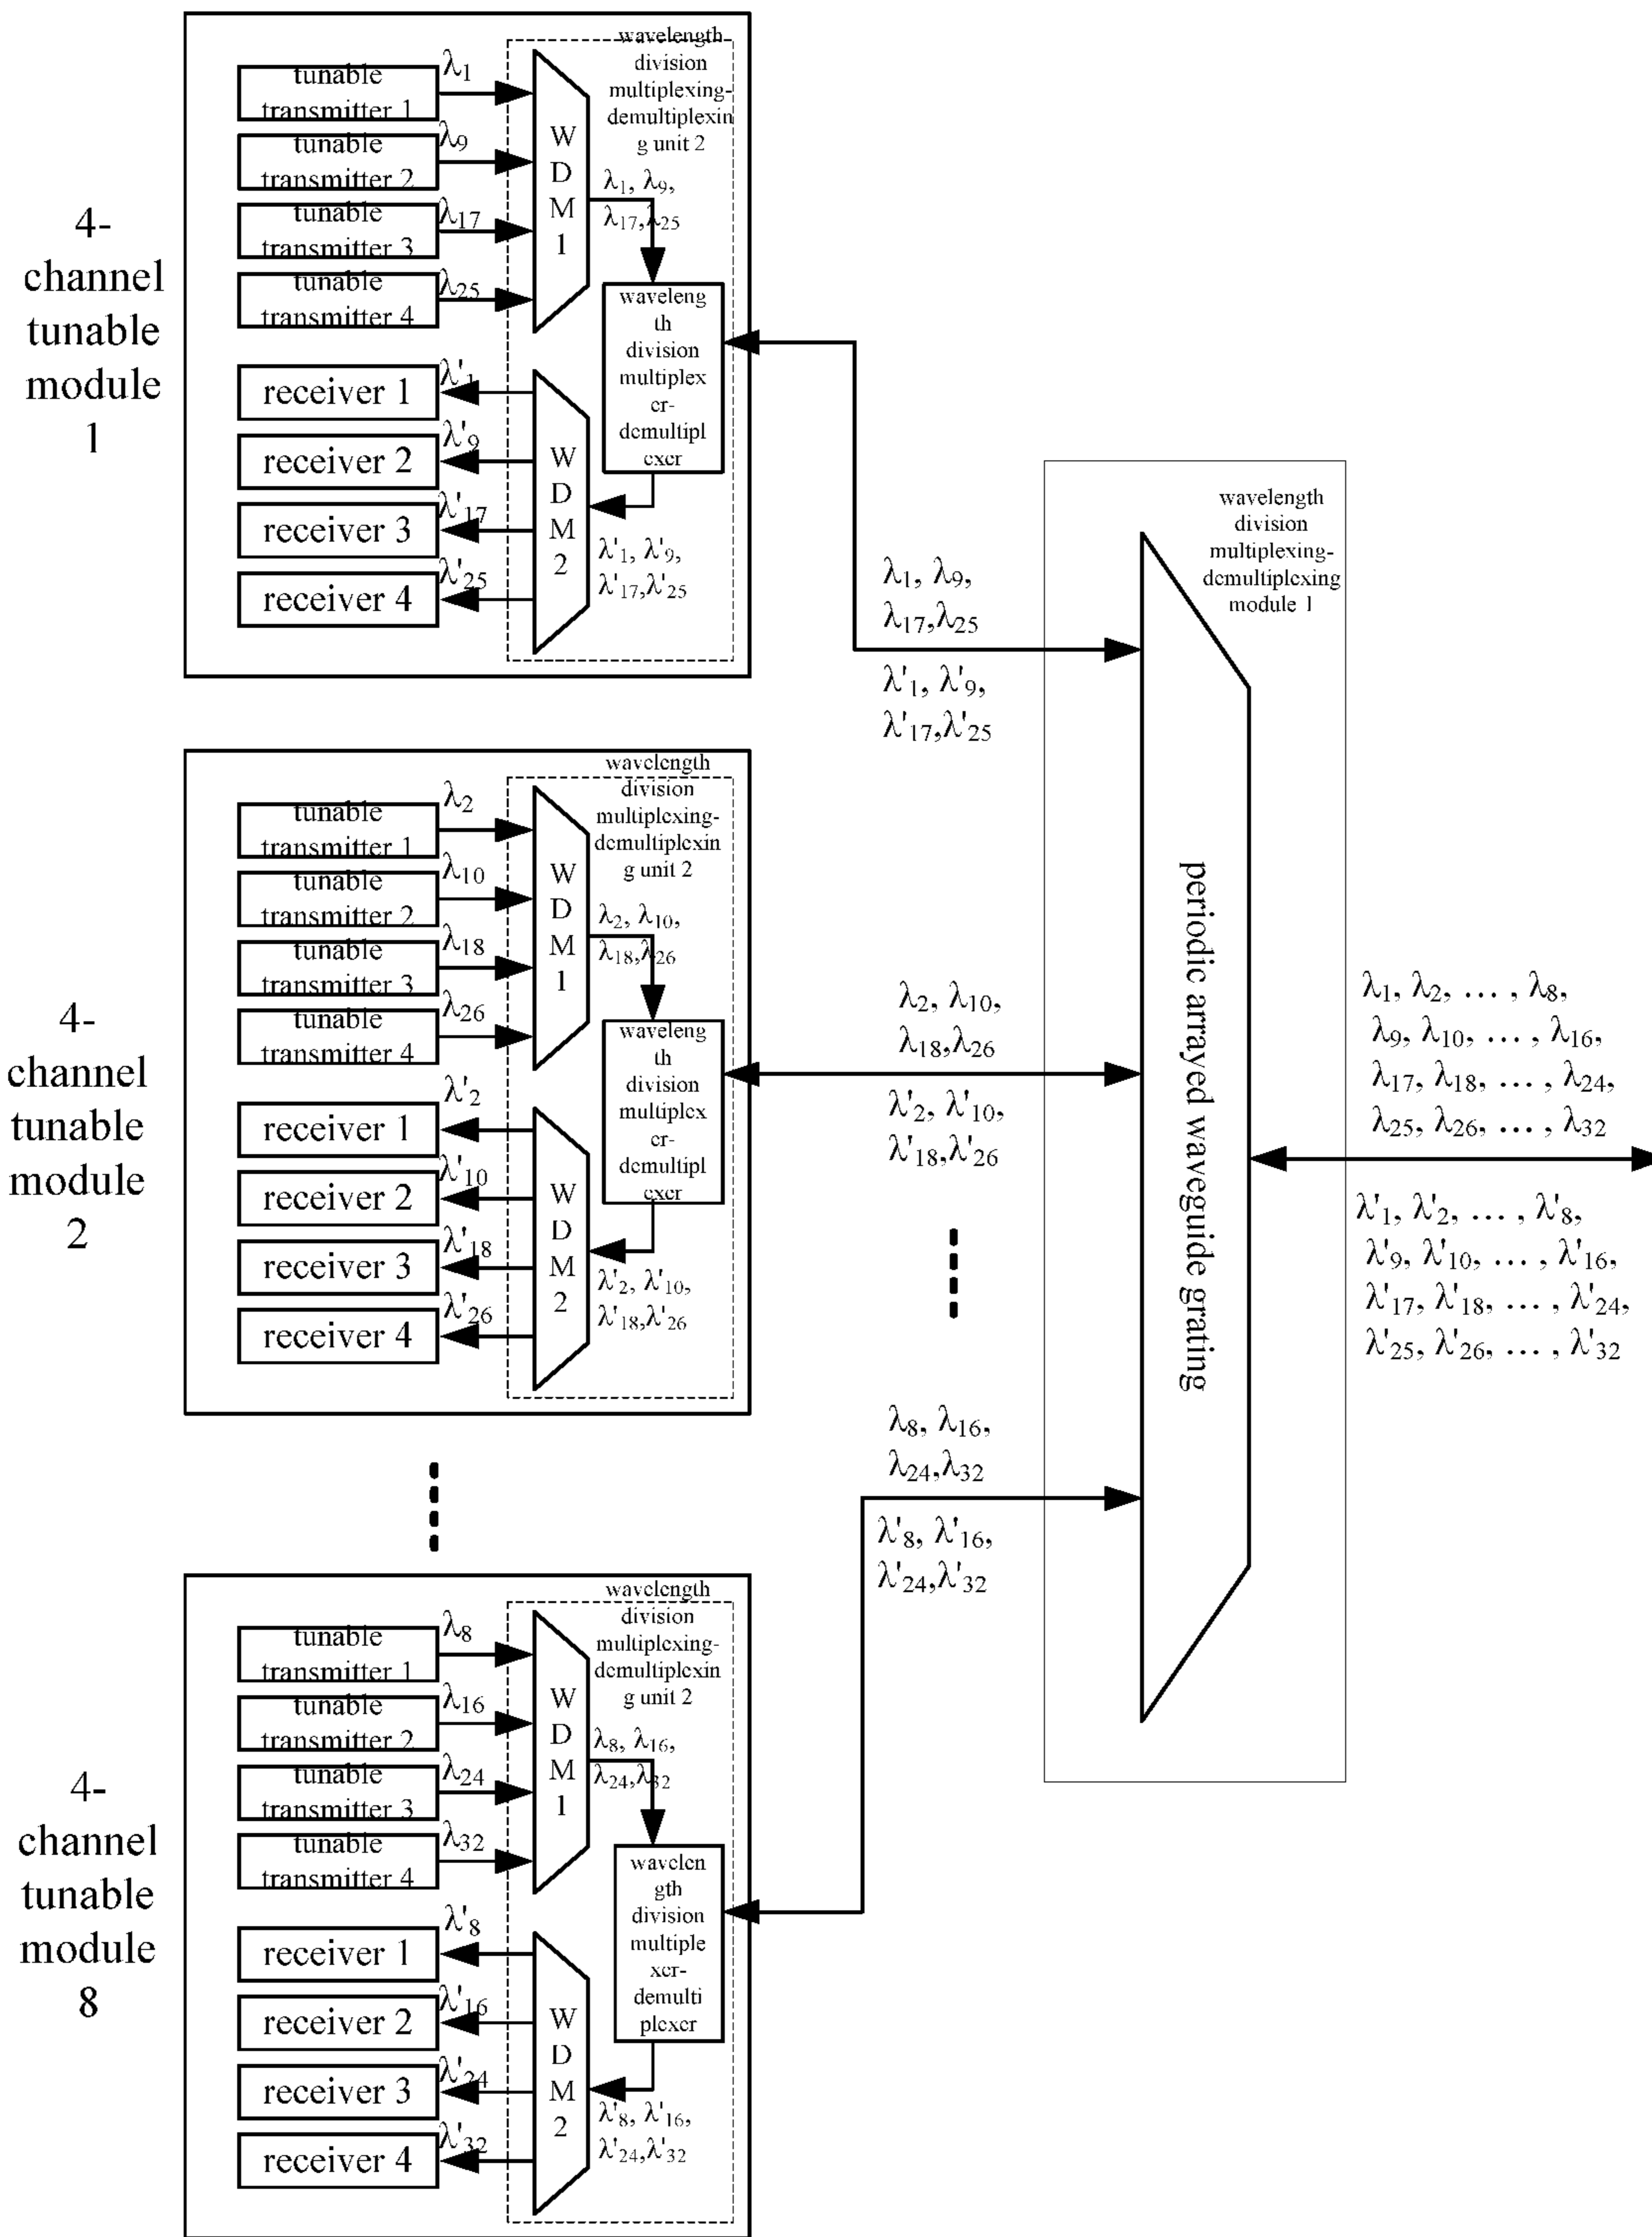 4-
channel
tunable
module
1
tunable
transmitter 1
tunable
transmitter 2
tunable
transmitter 3
tunable
transmitter 4
receiver 1
receiver 2
receiver 3
receiver 4
λ1
λ9
λ17
λ25
λ'1
λ'9
λ'17
λ'25
W
D
M
1
W
D
M
2
wavelength
division
multiplexing-
demultiplexin
g unit 2
λ1, λ9,
λ17,λ25
waveleng
th
division
multiplex
er-
demultipl
exer
λ'1, λ'9,
λ'17,λ'25
λ1, λ9,
λ17,λ25
λ'1, λ'9,
λ'17,λ'25
4-
channel
tunable
module
2
tunable
transmitter 1
tunable
transmitter 2
tunable
transmitter 3
tunable
transmitter 4
receiver 1
receiver 2
receiver 3
receiver 4
λ2
λ10
λ18
λ26
λ'2
λ'10
λ'18
λ'26
W
D
M
1
W
D
M
2
wavelength
division
multiplexing-
demultiplexin
g unit 2
λ2, λ10,
λ18,λ26
waveleng
th
division
multiplex
er-
demultipl
exer
λ'2, λ'10,
λ'18,λ'26
λ2, λ10,
λ18,λ26
λ'2, λ'10,
λ'18,λ'26
4-
channel
tunable
module
8
tunable
transmitter 1
tunable
transmitter 2
tunable
transmitter 3
tunable
transmitter 4
receiver 1
receiver 2
receiver 3
receiver 4
λ8
λ16
λ24
λ32
λ'8
λ'16
λ'24
λ'32
W
D
M
1
W
D
M
2
wavelength
division
multiplexing-
demultiplexin
g unit 2
λ8, λ16,
λ24,λ32
wavelen
gth
division
multiple
xer-
demulti
plexer
λ'8, λ'16,
λ'24,λ'32
λ8, λ16,
λ24,λ32
λ'8, λ'16,
λ'24,λ'32
wavelength
division
multiplexing-
demultiplexing
module 1
periodic arrayed waveguide grating
λ1, λ2, … , λ8,
λ9, λ10, … , λ16,
λ17, λ18, … , λ24,
λ25, λ26, … , λ32
λ'1, λ'2, … , λ'8,
λ'9, λ'10, … , λ'16,
λ'17, λ'18, … , λ'24,
λ'25, λ'26, … , λ'32